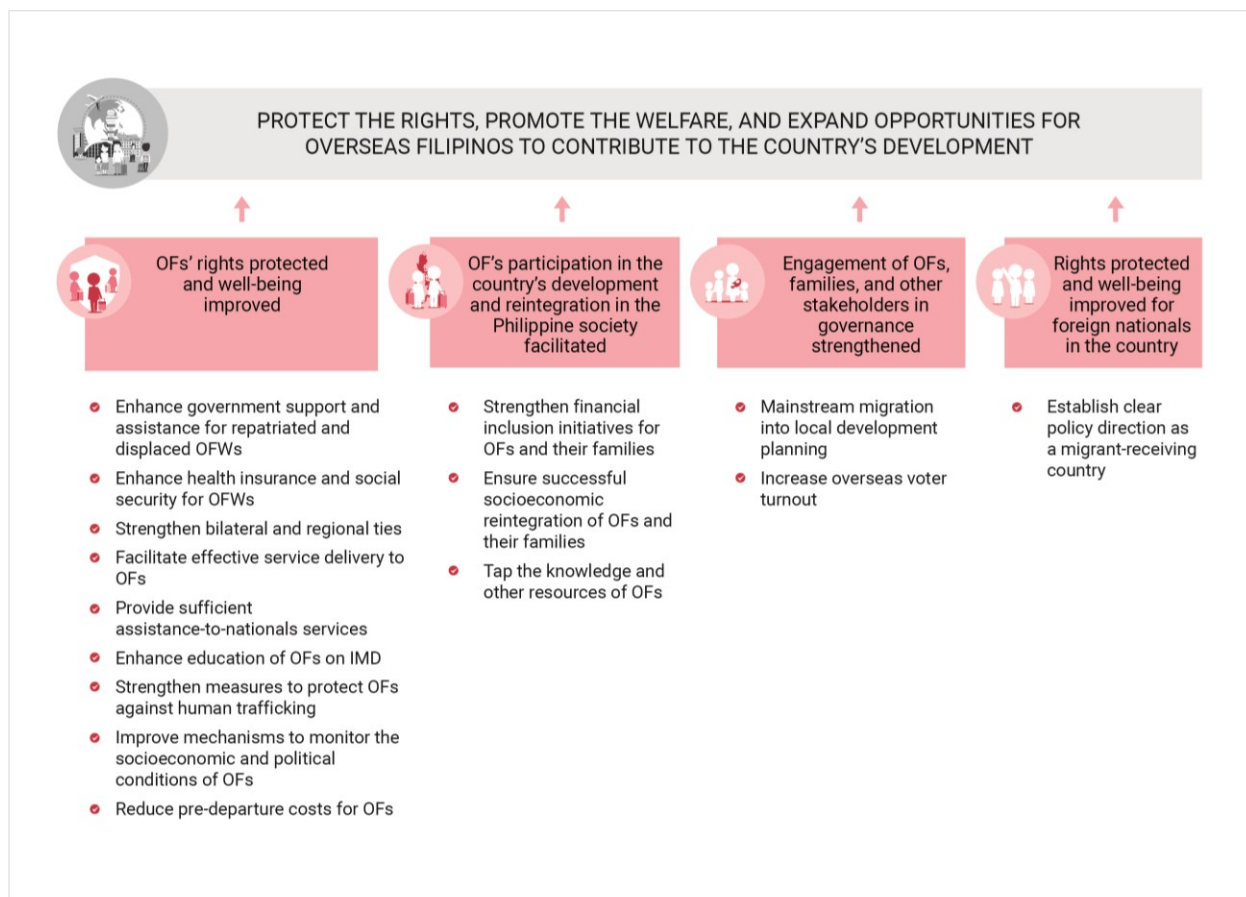 PROTECT THE RIGHTS, PROMOTE THE WELFARE, AND EXPAND OPPORTUNITIES FOR
OVERSEAS FILIPINOS TO CONTRIBUTE TO THE COUNTRY'S DEVELOPMENT
OFs' rights protected
and well-being
improved
Enhance government support and
assistance for repatriated and
displaced OFWs
Enhance health insurance and social
security for OFWs
Strengthen bilateral and regional ties
Facilitate effective service delivery to
OFs
Provide sufficient
assistance-to-nationals services
Enhance education of OFs on IMD
Strengthen measures to protect OFs
against human trafficking
Improve mechanisms to monitor the
socioeconomic and political
conditions of OFs
Reduce pre-departure costs for OFs
OF's participation in the
country's development
and reintegration in the
Philippine society
facilitated
Strengthen financial
inclusion initiatives for
OFs and their families
Ensure successful
socioeconomic
reintegration of OFs and
their families
Tap the knowledge and
other resources of OFs
Engagement of OFs,
families, and other
stakeholders in
governance
strengthened
Mainstream migration
into local development
planning
Increase overseas voter
turnout
Rights protected
and well-being
improved for
foreign nationals
in the country
Establish clear
policy direction as
a migrant-receiving
country